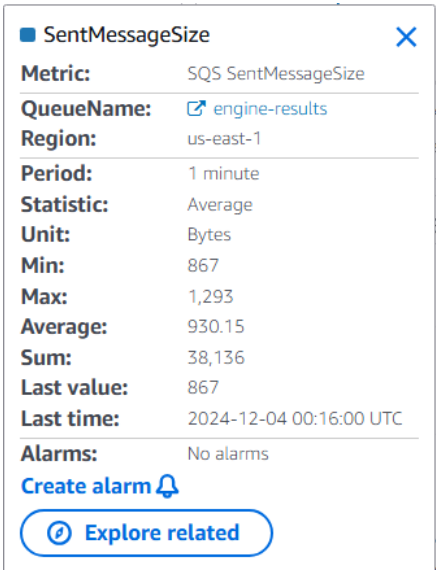 SentMessageSize
Metric: SQS SentMessageSize
QueueName: engine-results
Region: us-east-1
Period: 1 minute
Statistic: Average
Unit: Bytes
Min: 867
Max: 1,293
Average: 930.15
Sum: 38,136
Last value: 867
Last time: 2024-12-04 00:16:00 UTC
Alarms: No alarms
Create alarm
Explore related